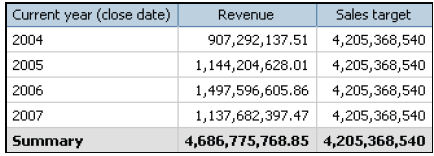 Current year (close date) Revenue Sales target
2004 907,292,137.51 4,205,368,540
2005 1,144,204,628.01 4,205,368,540
2006 1,497,596,605.86 4,205,368,540
2007 1,137,682,397.47 4,205,368,540
Summary 4,686,775,768.85 4,205,368,540